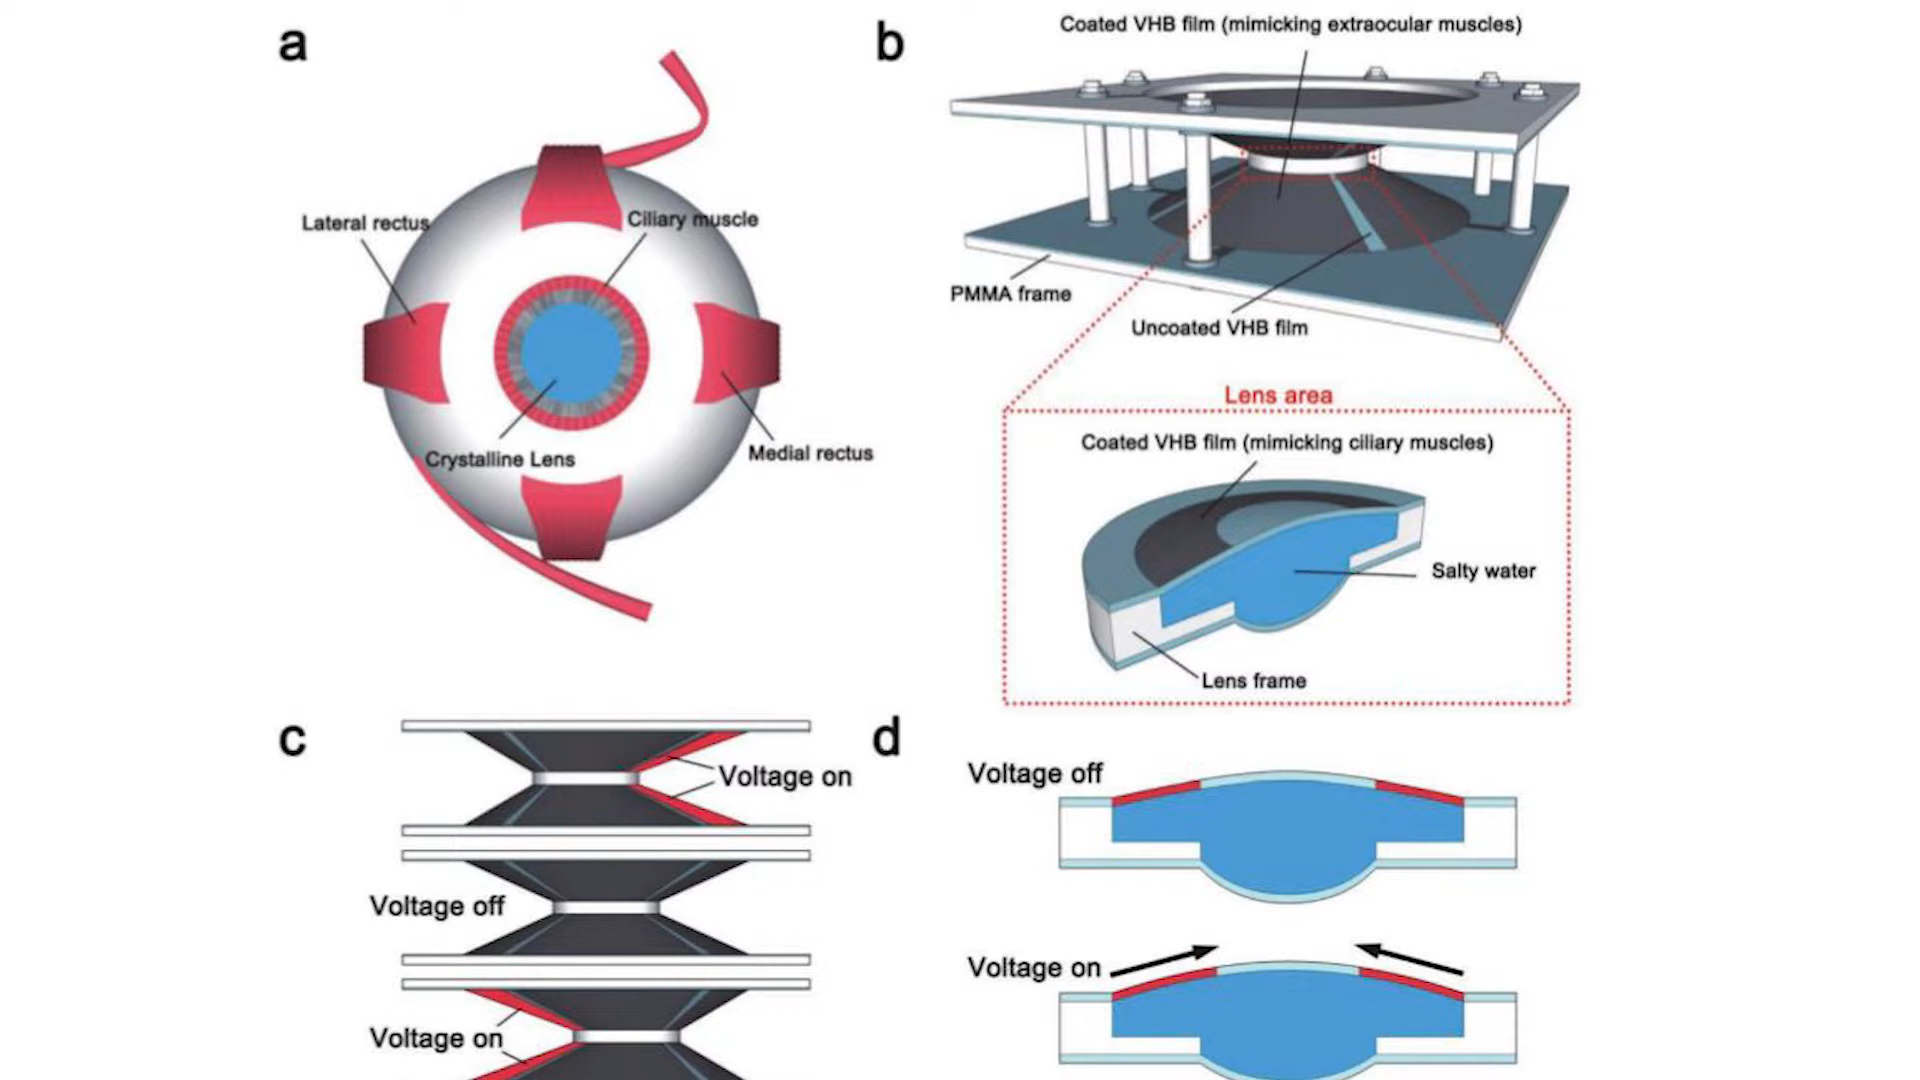 a
Lateral rectus
Ciliary muscle
Crystalline Lens
Medial rectus
b
Coated VHB film (mimicking extraocular muscles)
PMMA frame
Uncoated VHB film
Lens area
Coated VHB film (mimicking ciliary muscles)
Salty water
Lens frame
c
Voltage on
Voltage off
Voltage on
d
Voltage off
Voltage on